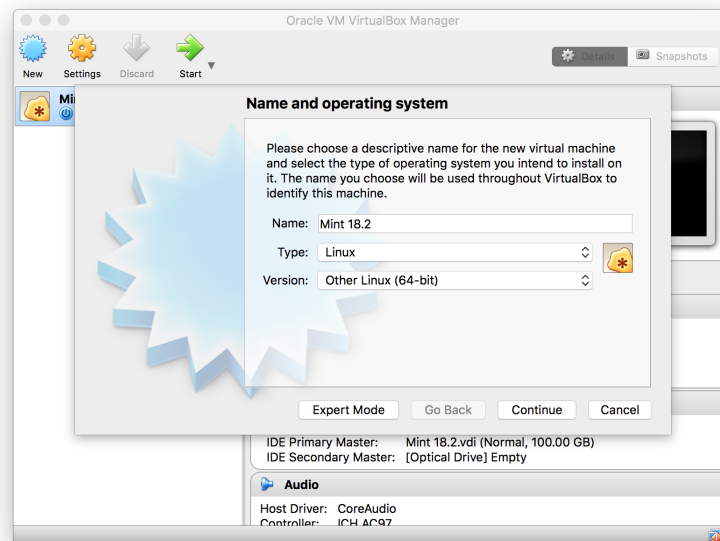 Oracle VM VirtualBox Manager
New
Settings
Discard
Start
Details
Snapshots
Name and operating system
Please choose a descriptive name for the new virtual machine
and select the type of operating system you intend to install on
it. The name you choose will be used throughout VirtualBox to
identify this machine.
Name: Mint 18.2
Type: Linux
Version: Other Linux (64-bit)
Expert Mode
Go Back
Continue
Cancel
IDE Primary Master: Mint 18.2.vdi (Normal, 100.00 GB)
IDE Secondary Master: [Optical Drive] Empty
Audio
Host Driver: CoreAudio
Controller: ICH AC97